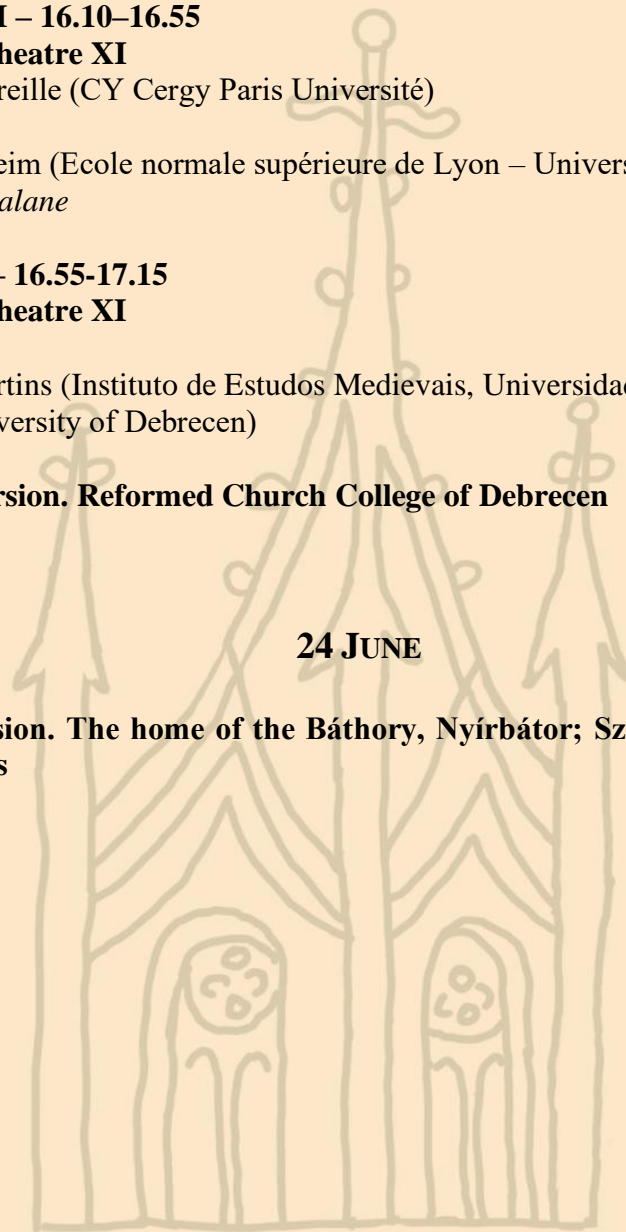 I – 16.10–16.55
heatre XI
reille (CY Cergy Paris Université)
eim (Ecole normale supérieure de Lyon – Univers
alane
– 16.55-17.15
heatre XI
rtins (Instituto de Estudos Medievais, Universida
versity of Debrecen)
rsion. Reformed Church College of Debrecen
24 JUNE
sion. The home of the Báthory, Nyírbátor; Sz
s